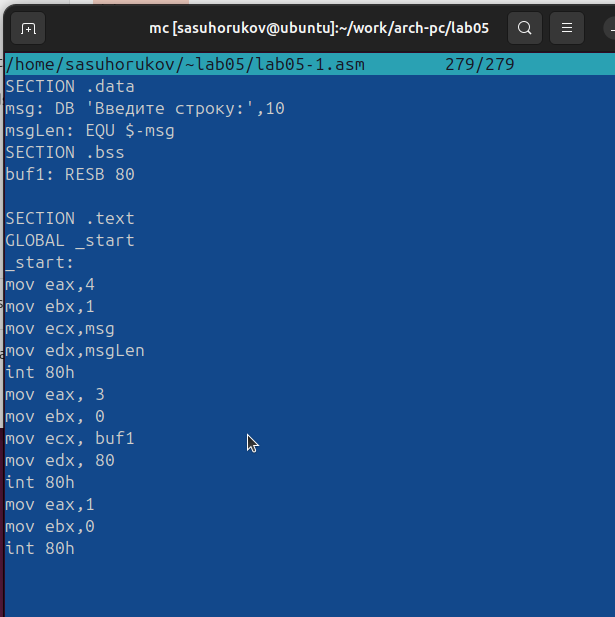 mc [sasuhorukov@ubuntu]:~/work/arch-pc/lab05
/home/sasuhorukov/~lab05/lab05-1.asm 279/279
SECTION .data
msg: DB 'Введите строку:',10
msgLen: EQU $-msg
SECTION .bss
buf1: RESB 80
SECTION .text
GLOBAL _start
_start:
mov eax,4
mov ebx,1
mov ecx,msg
mov edx,msgLen
int 80h
mov eax, 3
mov ebx, 0
mov ecx, buf1
mov edx, 80
int 80h
mov eax,1
mov ebx,0
int 80h